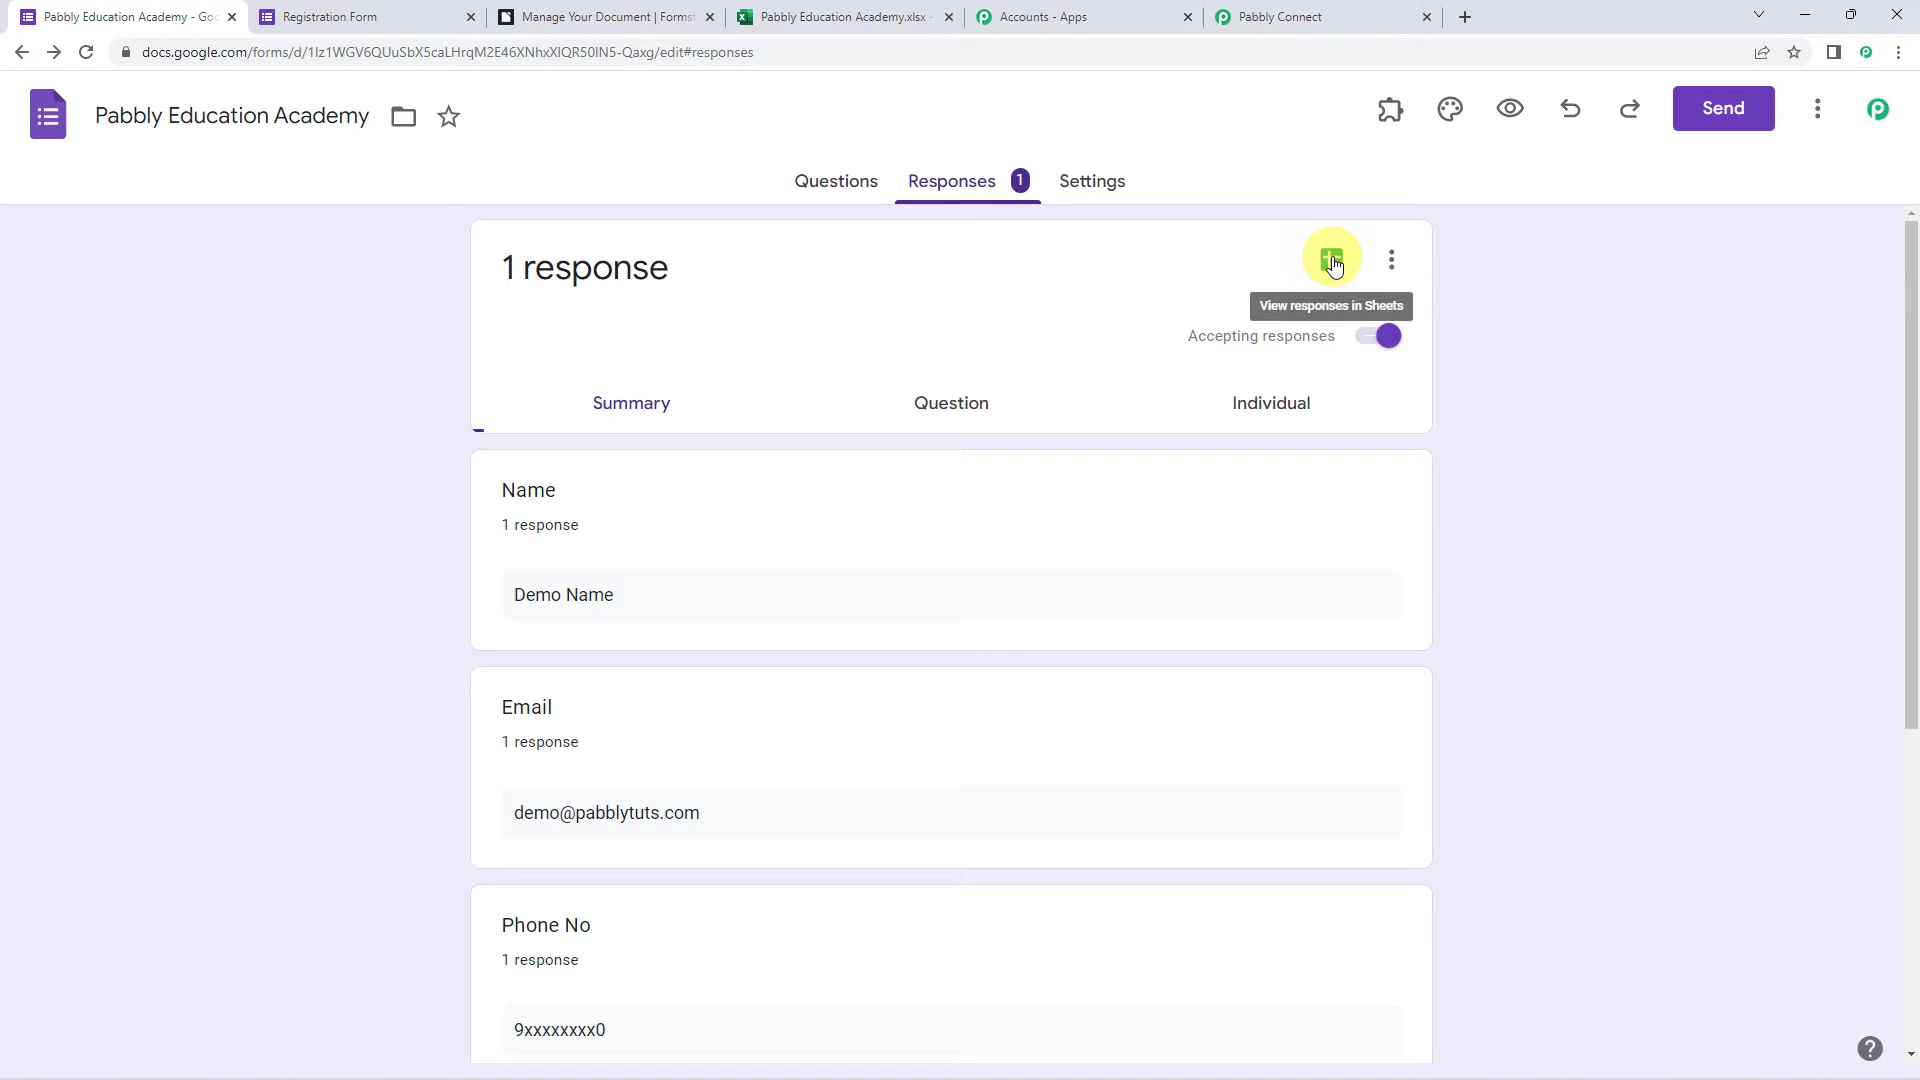 Pabbly Education Academy - Goo
Registration Form
Manage Your Document | Formst
Pabbly Education Academy.xlsx -
Accounts - Apps
Pabbly Connect
docs.google.com/forms/d/1Iz1WGV6QUuSbX5caLHrqM2E46XNhxXlQR50IN5-Qaxg/edit#responses
Pabbly Education Academy
Send
Questions
Responses 1
Settings
1 response
View responses in Sheets
Accepting responses
Summary
Question
Individual
Name
1 response
Demo Name
Email
1 response
demo@pabblytuts.com
Phone No
1 response
9xxxxxxxx0